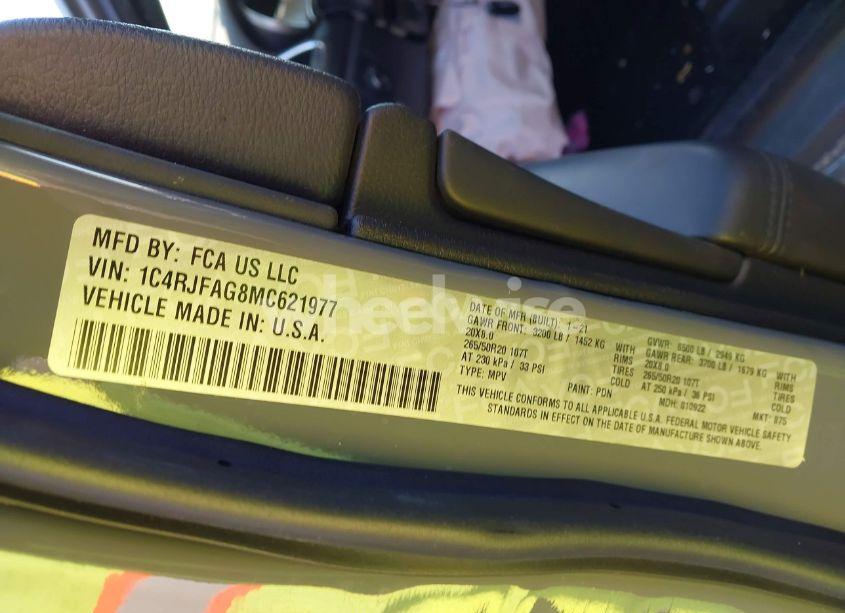 MFD BY: FCA US LLC
VIN: 1C4RJFAG8MC621977
VEHICLE MADE IN: U.S.A.
wheelwise
DATE OF MFR (BUILT): -21
GAWR FRONT: 3200 LB / 1452 KG WITH
20X8.0 RIMS
265/50R20 107T TIRES
AT 230 kPa / 33 PSI COLD
TYPE: MPV PAINT: PDN
GVWR: 6500 LB / 2949 KG
GAWR REAR: 3700 LB / 1679 KG WITH
20X8.0 RIMS
265/50R20 107T TIRES
AT 250 kPa / 36 PSI COLD
MDH: 010922 MKT: 875
THIS VEHICLE CONFORMS TO ALL APPLICABLE U.S.A. FEDERAL MOTOR VEHICLE SAFETY
STANDARDS IN EFFECT ON THE DATE OF MANUFACTURE SHOWN ABOVE.